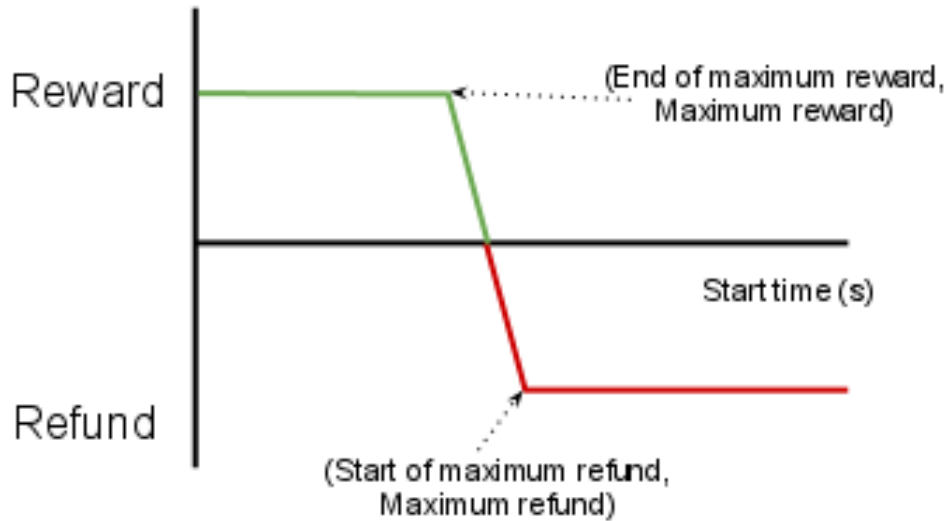 Reward
(End of maximum reward,
Maximum reward)
Start time (s)
Refund
(Start of maximum refund,
Maximum refund)